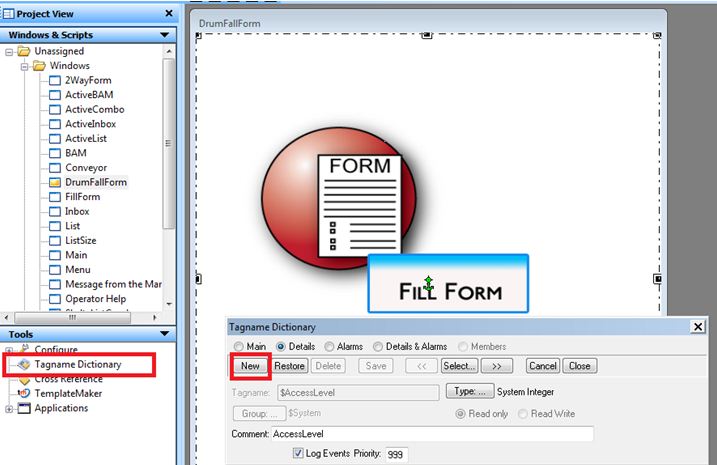 Project View
Windows & Scripts
Unassigned
Windows
2WayForm
ActiveBAM
ActiveCombo
ActiveInbox
ActiveList
BAM
Conveyor
DrumFallForm
FillForm
Inbox
List
ListSize
Main
Menu
Message from the Mar
Operator Help
Tools
Configure
Tagname Dictionary
Cross Reference
TemplateMaker
Applications
DrumFallForm
FORM
FILL FORM
Tagname Dictionary
Main Details Alarms Details & Alarms Members
New Restore Delete Save << Select... >> Cancel Close
Tagname: $AccessLevel Type: ... System Integer
Group: ... $System Read only Read Write
Comment: AccessLevel
Log Events Priority: 999